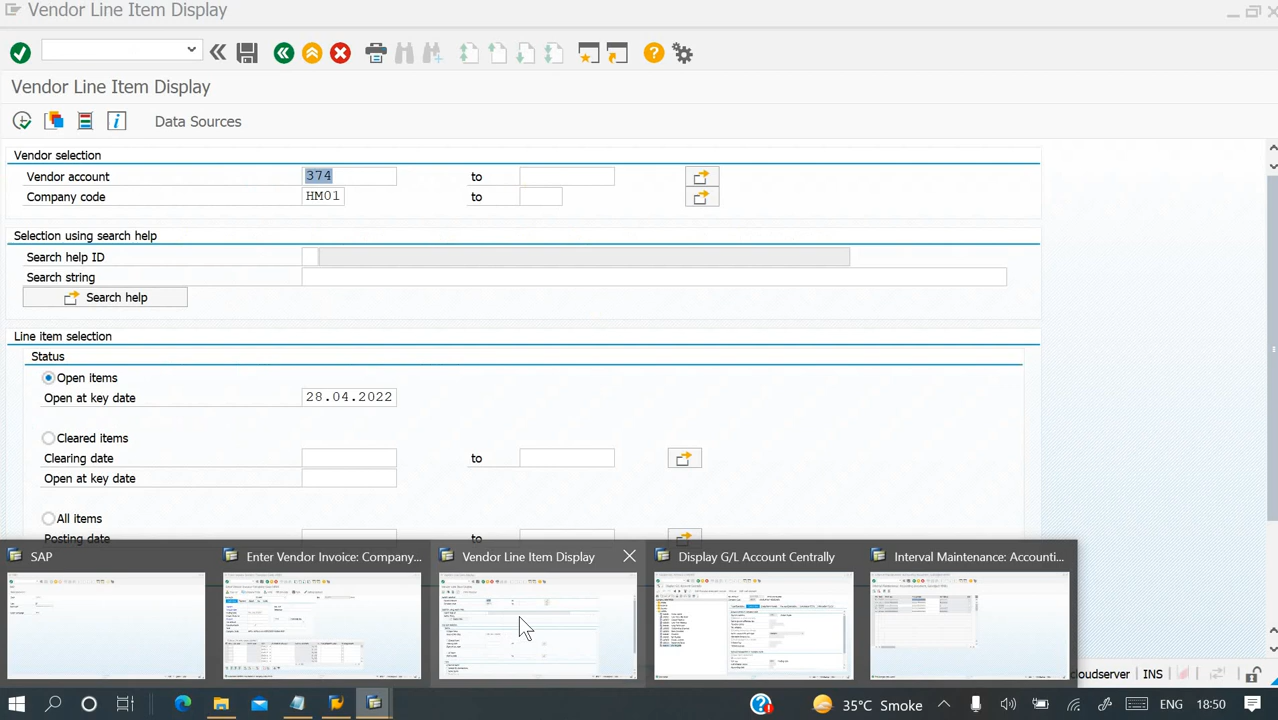 Vendor Line Item Display
Vendor Line Item Display
Data Sources
Vendor selection
Vendor account 374 to
Company code HM01 to
Selection using search help
Search help ID
Search string
Search help
Line item selection
Status
Open items
Open at key date 28.04.2022
Cleared items
Clearing date to
Open at key date
All items
Posting date to
SAP
Enter Vendor Invoice: Company...
Vendor Line Item Display
Display G/L Account Centrally
Interval Maintenance: Accounti...
cloudserver INS
35°C Smoke ENG 18:50